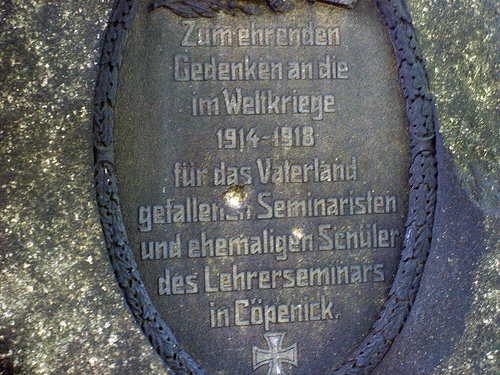 Zum ehrenden
Gedenken an die
im Weltkriege
1914-1918
für das Vaterland
gefallenen Seminaristen
und ehemaligen Schüler
des Lehrerseminars
in Cöpenick.